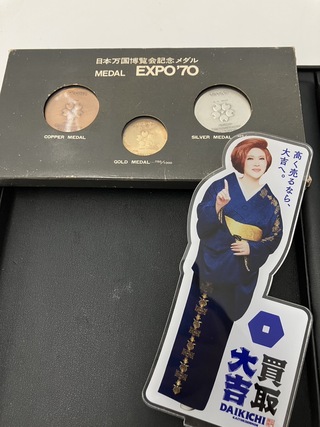 日本万国博覧会記念メダル
MEDAL EXPO'70
COPPER MEDAL
SILVER MEDAL
GOLD MEDAL
高く売るなら、
大吉へ。
買取
大吉
DAIKICHI